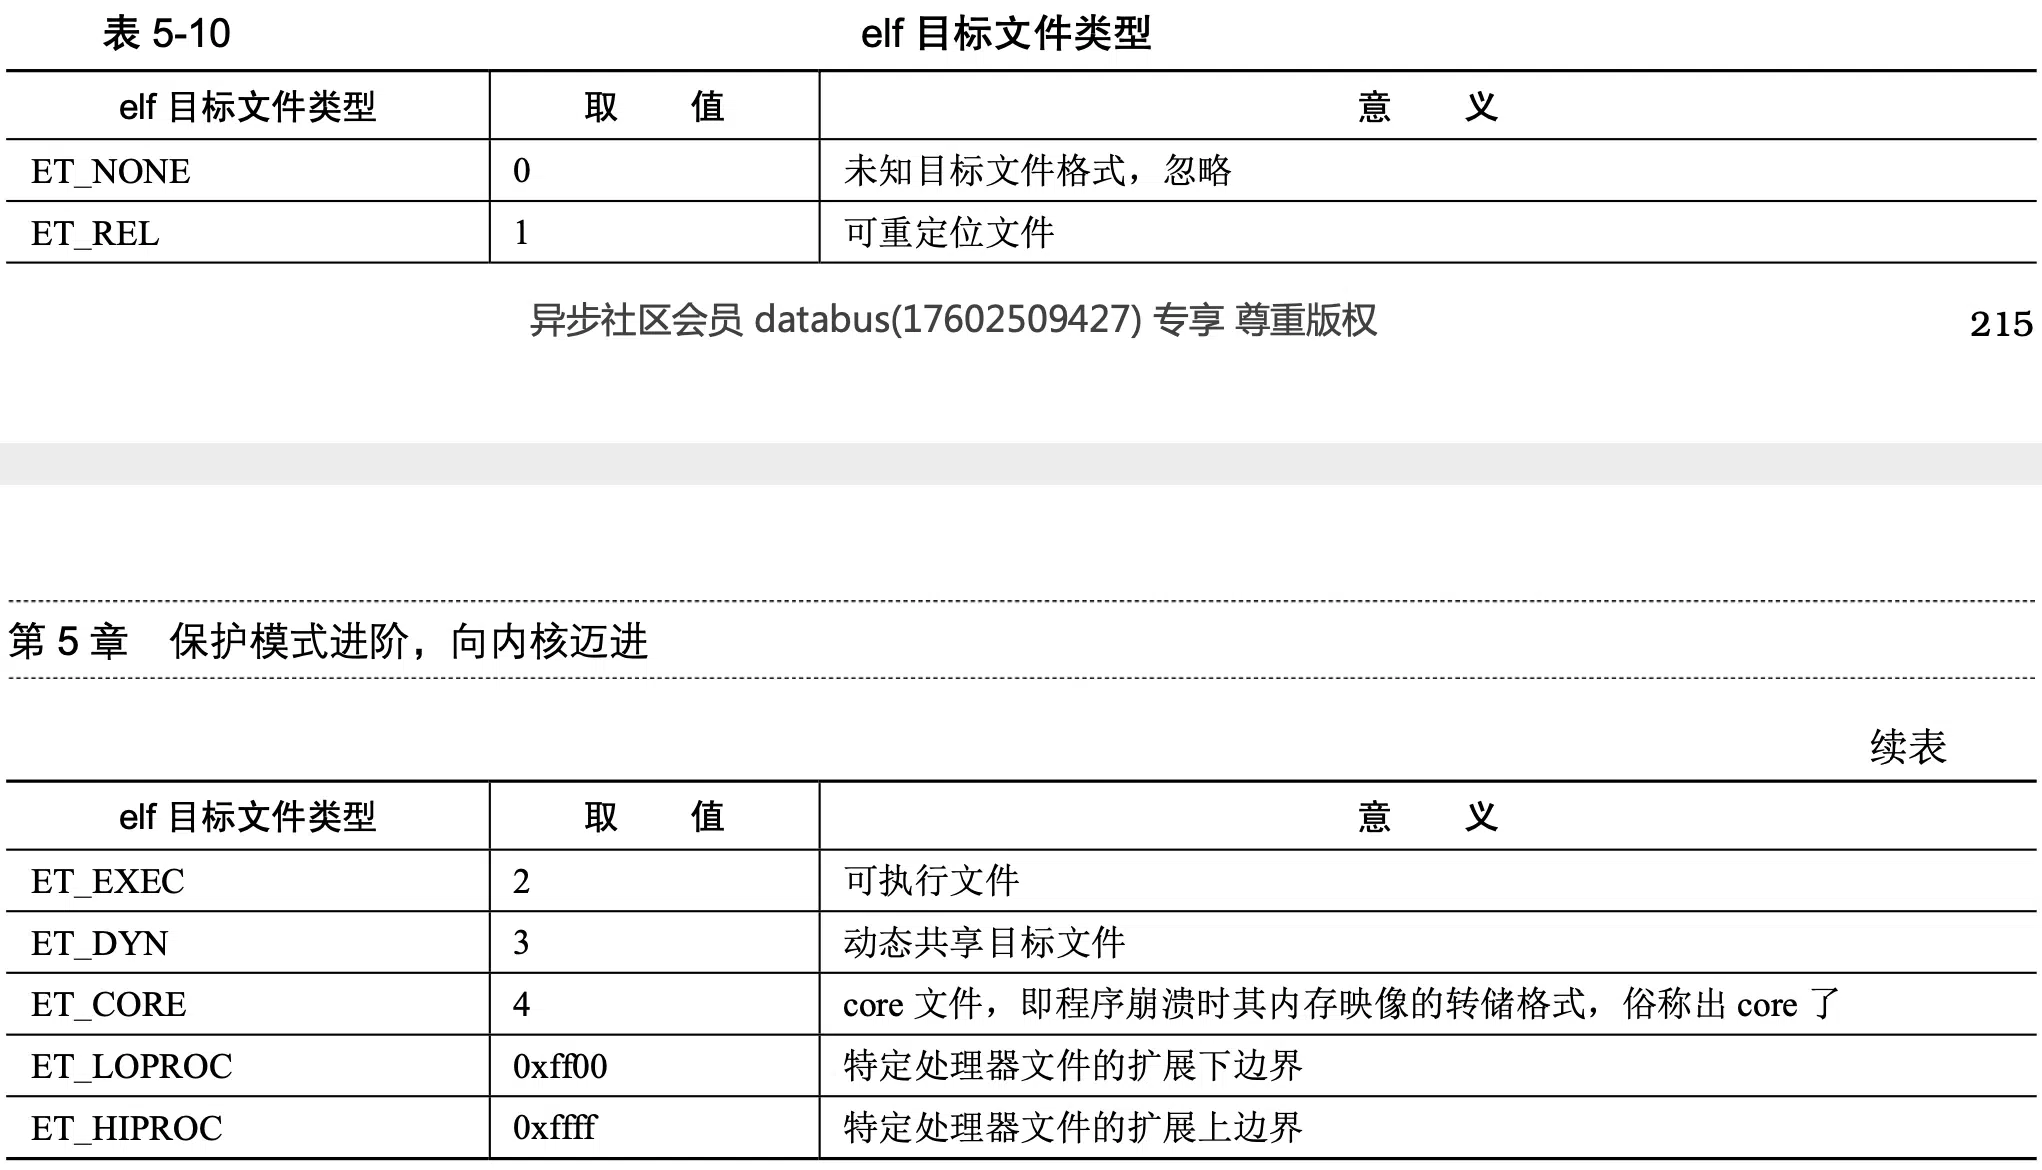 表 5-10 elf 目标文件类型
elf 目标文件类型 取 值 意 义
ET_NONE 0 未知目标文件格式，忽略
ET_REL 1 可重定位文件
异步社区会员 databus(17602509427) 专享 尊重版权 215
第 5 章 保护模式进阶，向内核迈进
续表
elf 目标文件类型 取 值 意 义
ET_EXEC 2 可执行文件
ET_DYN 3 动态共享目标文件
ET_CORE 4 core 文件，即程序崩溃时其内存映像的转储格式，俗称出 core 了
ET_LOPROC 0xff00 特定处理器文件的扩展下边界
ET_HIPROC 0xffff 特定处理器文件的扩展上边界